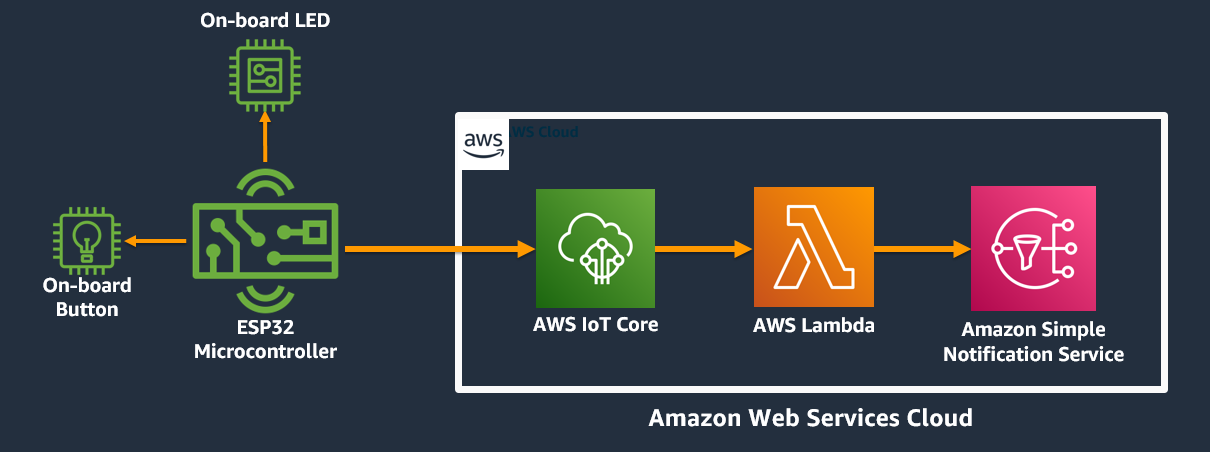 On-board LED
aws
AWS Cloud
On-board
Button
ESP32
Microcontroller
AWS IoT Core
AWS Lambda
Amazon Simple
Notification Service
Amazon Web Services Cloud